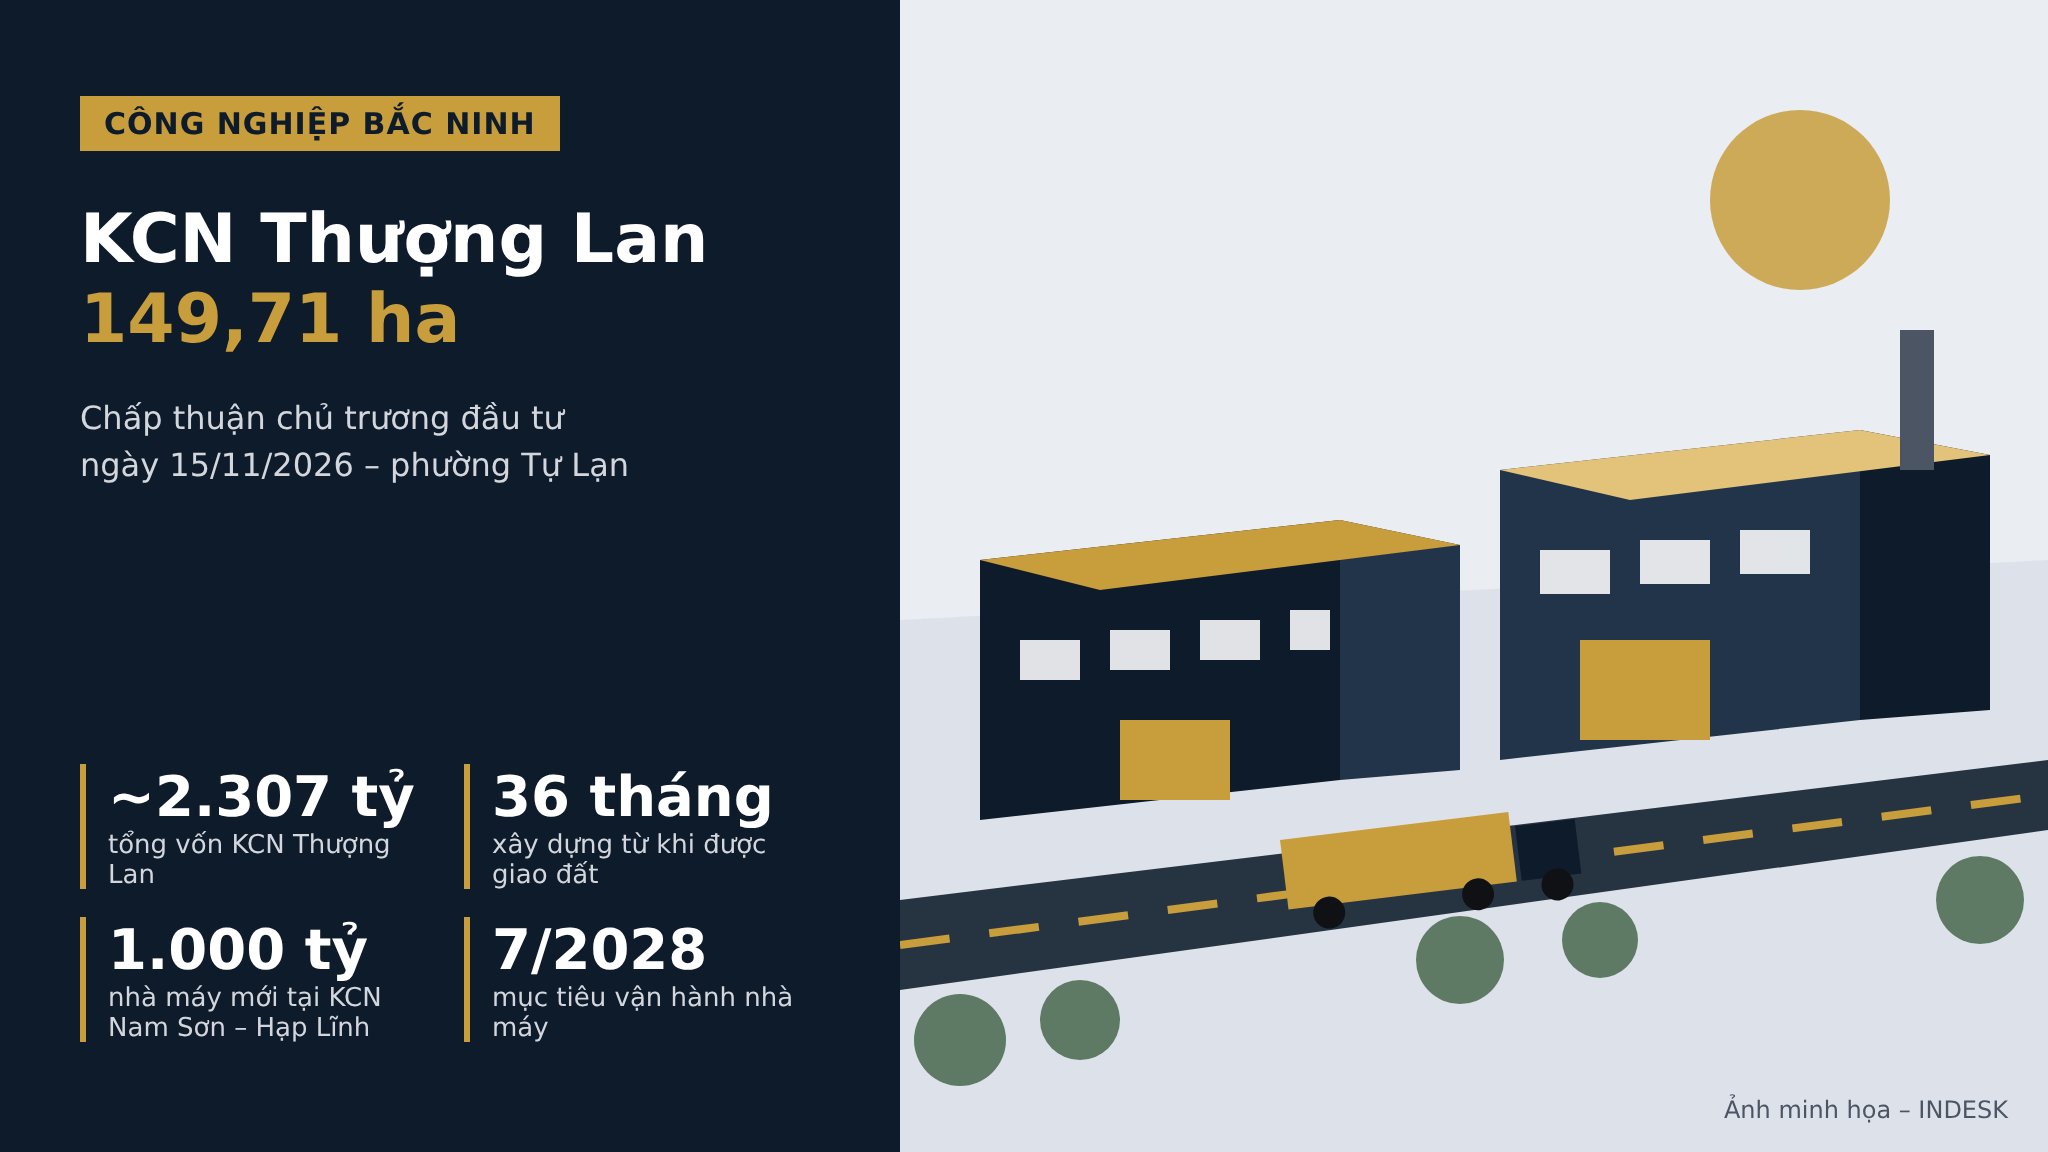 CÔNG NGHIỆP BẮC NINH
KCN Thượng Lan
149,71 ha
Chấp thuận chủ trương đầu tư
ngày 15/11/2026 – phường Tự Lạn
~2.307 tỷ
tổng vốn KCN Thượng
Lan
36 tháng
xây dựng từ khi được
giao đất
1.000 tỷ
nhà máy mới tại KCN
Nam Sơn – Hạp Lĩnh
7/2028
mục tiêu vận hành nhà
máy
Ảnh minh họa – INDESK